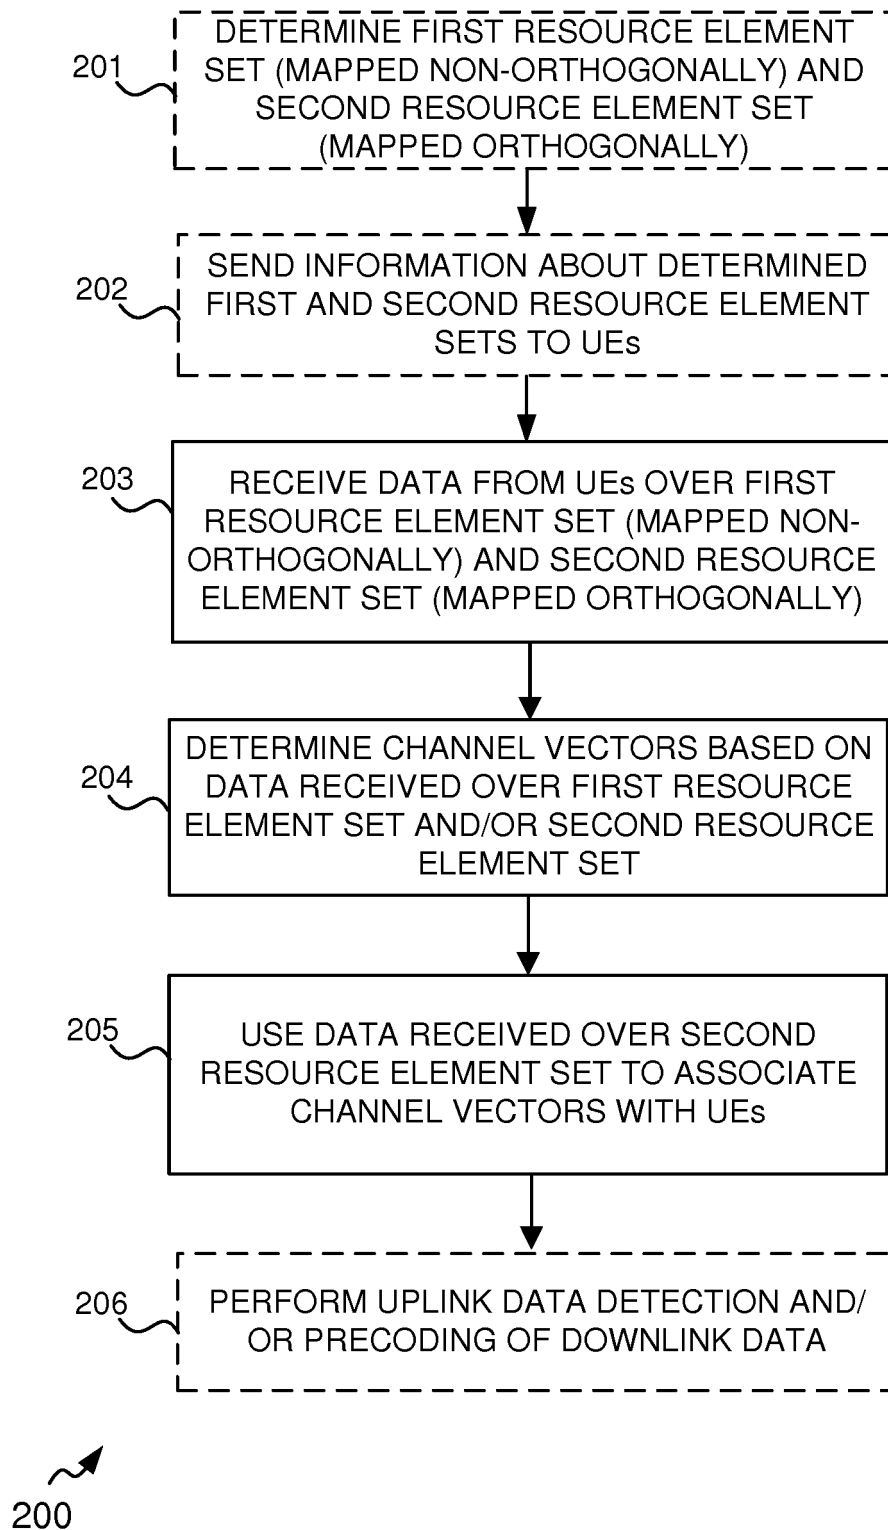 201
DETERMINE FIRST RESOURCE ELEMENT
SET (MAPPED NON-ORTHOGONALLY) AND
SECOND RESOURCE ELEMENT SET
(MAPPED ORTHOGONALLY)
202
SEND INFORMATION ABOUT DETERMINED
FIRST AND SECOND RESOURCE ELEMENT
SETS TO UEs
203
RECEIVE DATA FROM UEs OVER FIRST
RESOURCE ELEMENT SET (MAPPED NON-
ORTHOGONALLY) AND SECOND RESOURCE
ELEMENT SET (MAPPED ORTHOGONALLY)
204
DETERMINE CHANNEL VECTORS BASED ON
DATA RECEIVED OVER FIRST RESOURCE
ELEMENT SET AND/OR SECOND RESOURCE
ELEMENT SET
205
USE DATA RECEIVED OVER SECOND
RESOURCE ELEMENT SET TO ASSOCIATE
CHANNEL VECTORS WITH UEs
206
PERFORM UPLINK DATA DETECTION AND/
OR PRECODING OF DOWNLINK DATA
200